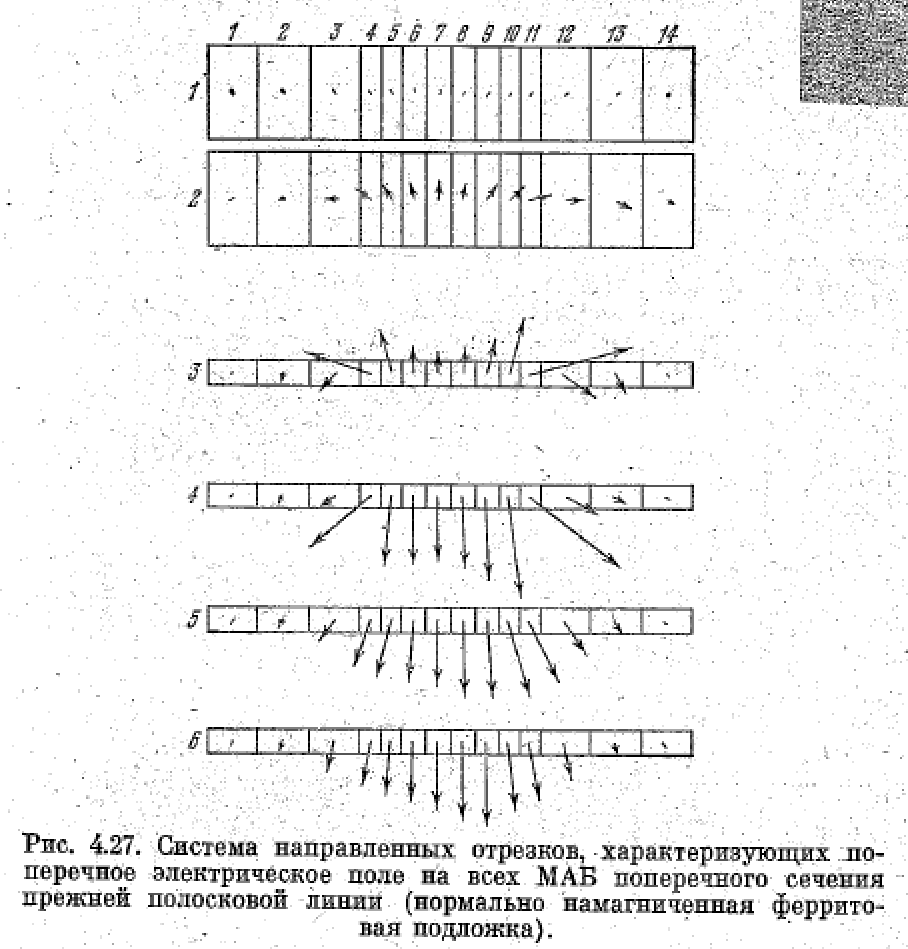 1 2 3 4 5 6 7 8 9 10 11 12 13 14
1
2
3
4
5
6
Рис. 4.27. Система направленных отрезков, характеризующих по-
перечное электрическое поле на всех МАБ поперечного сечения
прежней полосковой линии (нормально намагниченная феррито-
вая подложка).